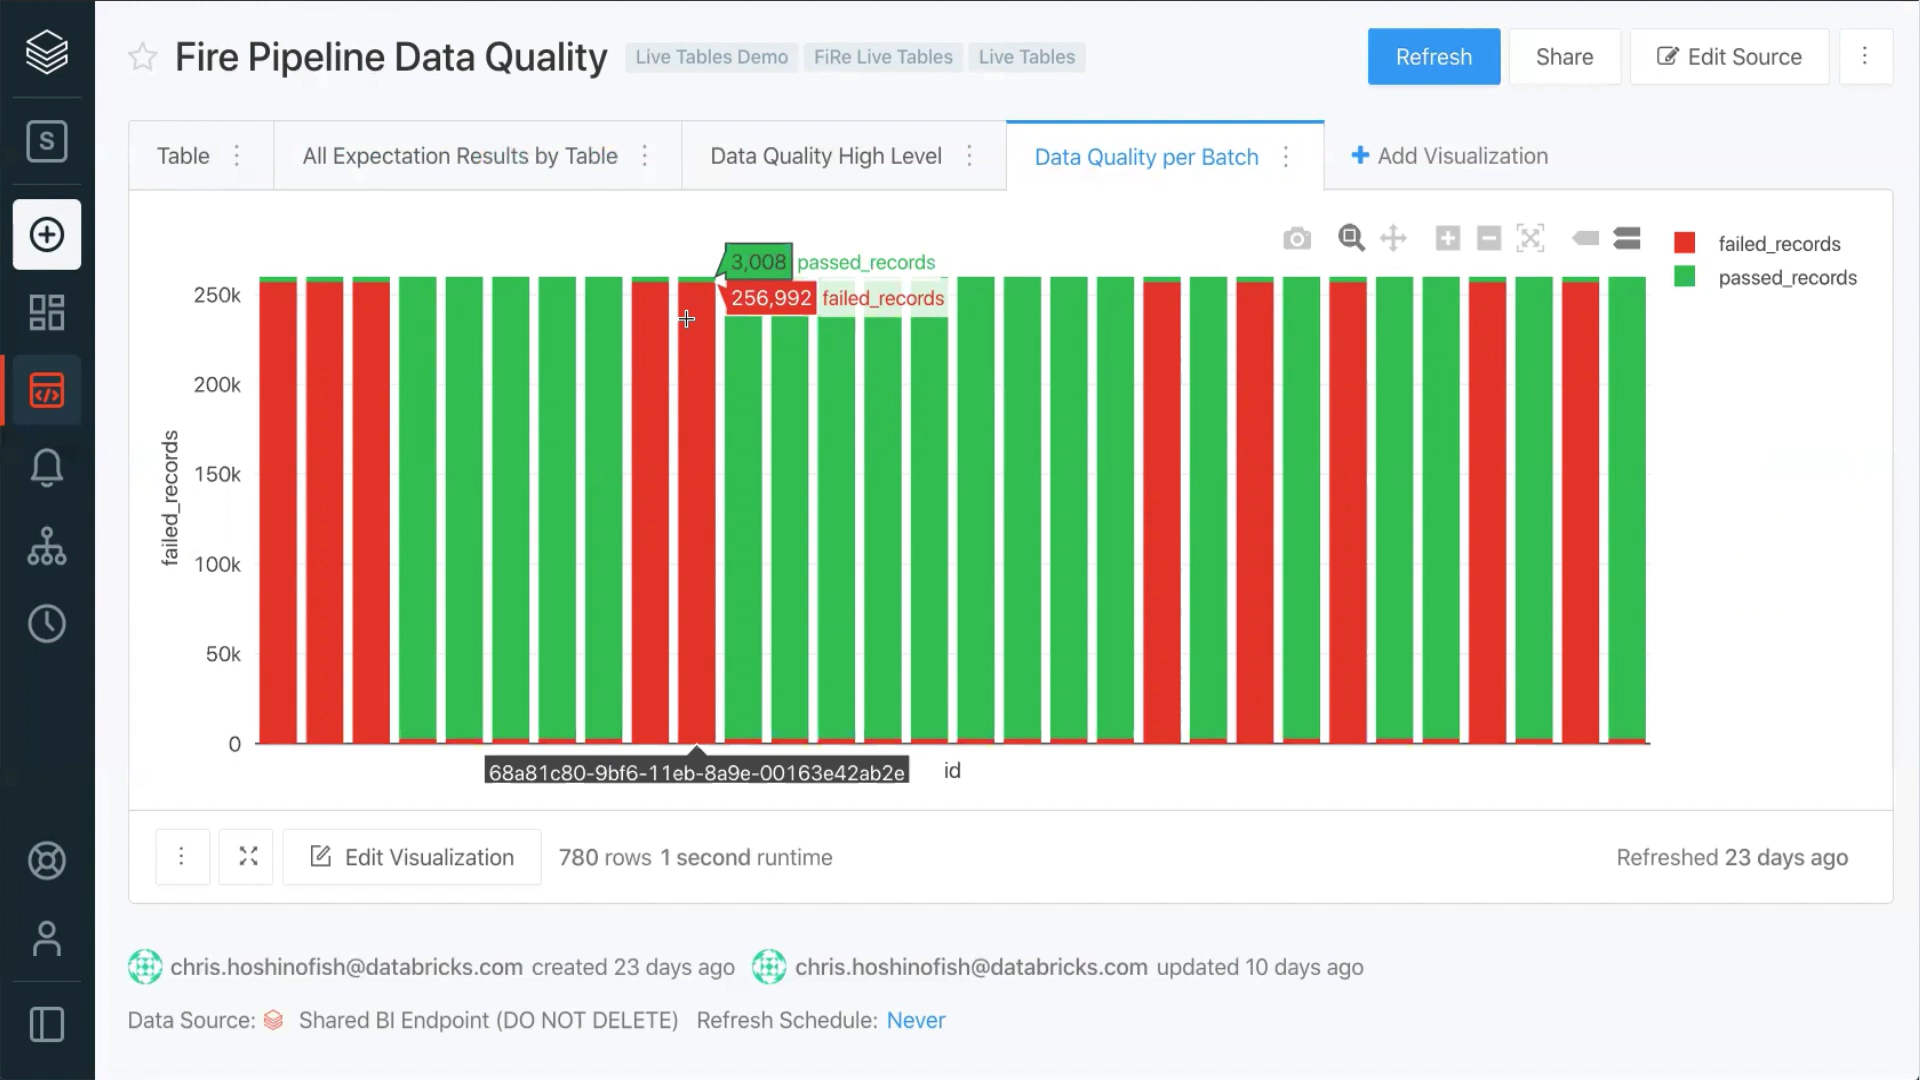 Fire Pipeline Data Quality Live Tables Demo FiRe Live Tables Live Tables Refresh Share Edit Source
S
Table All Expectation Results by Table Data Quality High Level Data Quality per Batch + Add Visualization
failed_records
passed_records
3,008 passed_records
256,992 failed_records
250k
200k
150k
100k
50k
0
failed_records
68a81c80-9bf6-11eb-8a9e-00163e42ab2e id
Edit Visualization 780 rows 1 second runtime Refreshed 23 days ago
chris.hoshinofish@databricks.com created 23 days ago chris.hoshinofish@databricks.com updated 10 days ago
Data Source: Shared BI Endpoint (DO NOT DELETE) Refresh Schedule: Never